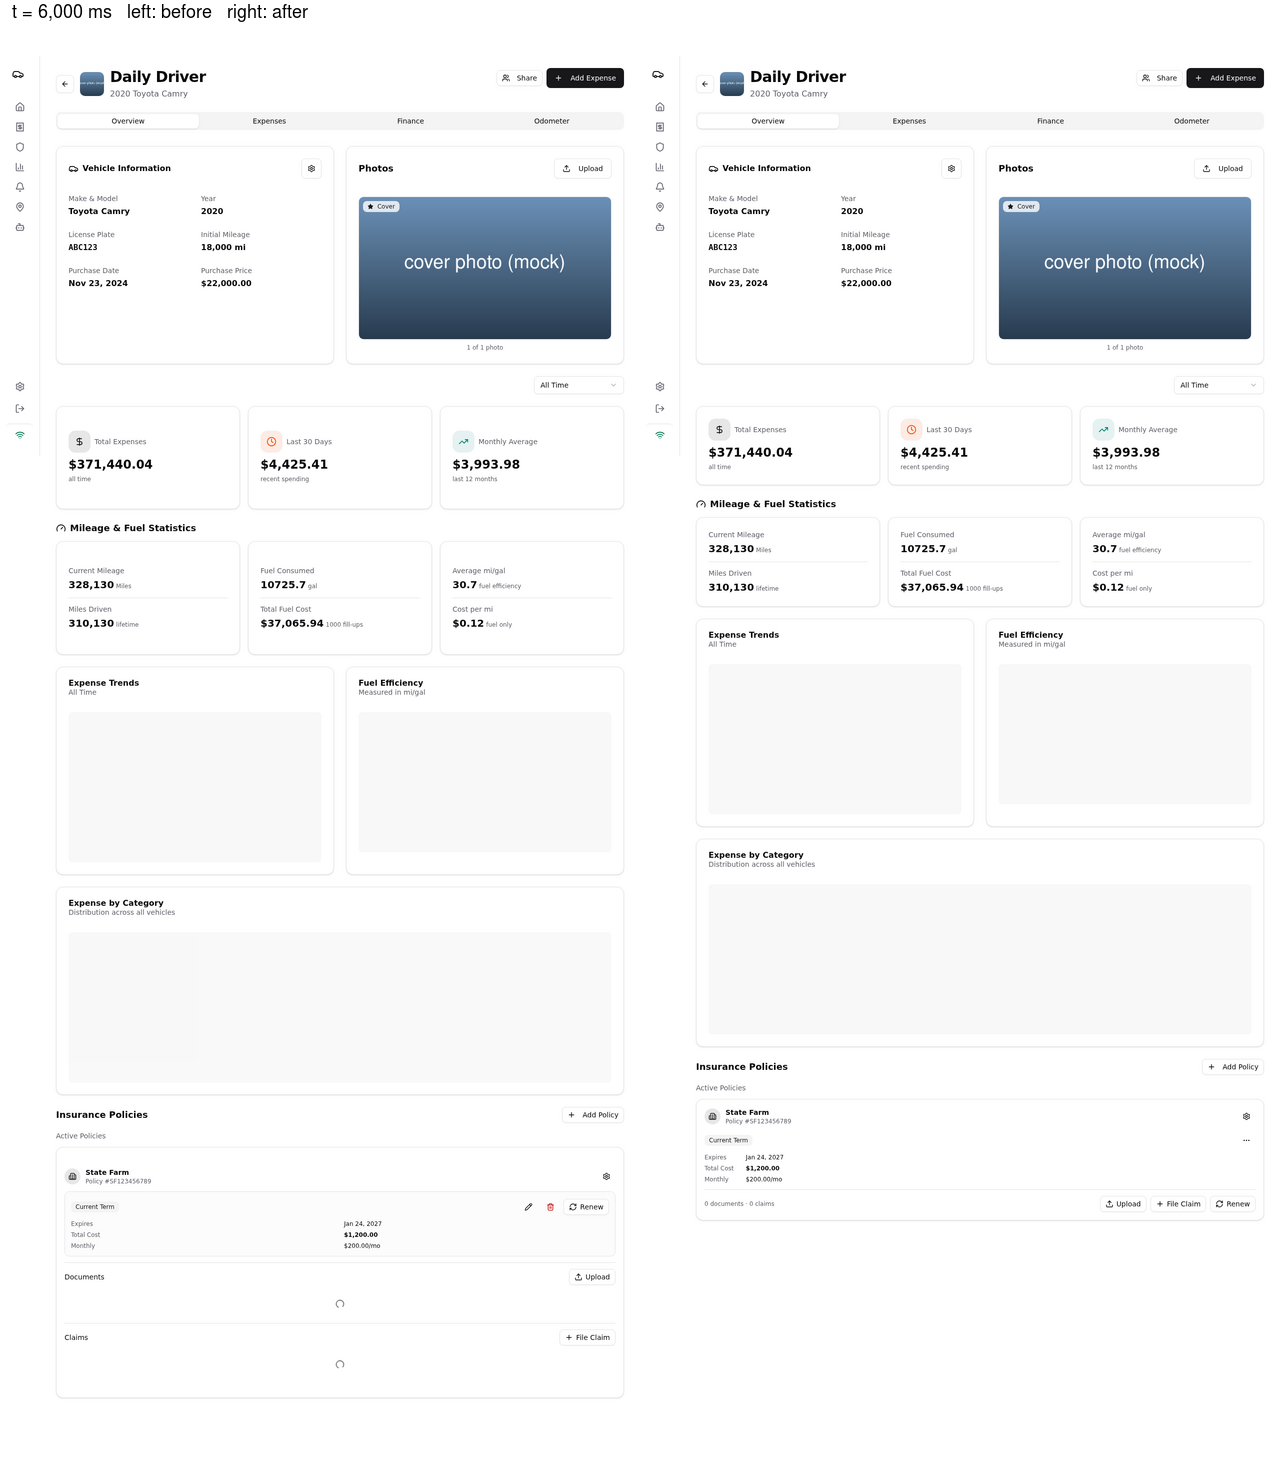 t = 6,000 ms left: before right: after
Daily Driver
2020 Toyota Camry
Share
+ Add Expense
Overview Expenses Finance Odometer
Vehicle Information
Make & Model Year
Toyota Camry 2020
License Plate Initial Mileage
ABC123 18,000 mi
Purchase Date Purchase Price
Nov 23, 2024 $22,000.00
Photos
Upload
Cover
cover photo (mock)
1 of 1 photo
All Time
Total Expenses
$371,440.04
all time
Last 30 Days
$4,425.41
recent spending
Monthly Average
$3,993.98
last 12 months
Mileage & Fuel Statistics
Current Mileage
328,130 Miles
Miles Driven
310,130 lifetime
Fuel Consumed
10725.7 gal
Total Fuel Cost
$37,065.94 1000 fill-ups
Average mi/gal
30.7 fuel efficiency
Cost per mi
$0.12 fuel only
Expense Trends
All Time
Fuel Efficiency
Measured in mi/gal
Expense by Category
Distribution across all vehicles
Insurance Policies
+ Add Policy
Active Policies
State Farm
Policy #SF123456789
Current Term
Renew
Expires Jan 24, 2027
Total Cost $1,200.00
Monthly $200.00/mo
Documents
Upload
Claims
+ File Claim
Daily Driver
2020 Toyota Camry
Share
+ Add Expense
Overview Expenses Finance Odometer
Vehicle Information
Make & Model Year
Toyota Camry 2020
License Plate Initial Mileage
ABC123 18,000 mi
Purchase Date Purchase Price
Nov 23, 2024 $22,000.00
Photos
Upload
Cover
cover photo (mock)
1 of 1 photo
All Time
Total Expenses
$371,440.04
all time
Last 30 Days
$4,425.41
recent spending
Monthly Average
$3,993.98
last 12 months
Mileage & Fuel Statistics
Current Mileage
328,130 Miles
Miles Driven
310,130 lifetime
Fuel Consumed
10725.7 gal
Total Fuel Cost
$37,065.94 1000 fill-ups
Average mi/gal
30.7 fuel efficiency
Cost per mi
$0.12 fuel only
Expense Trends
All Time
Fuel Efficiency
Measured in mi/gal
Expense by Category
Distribution across all vehicles
Insurance Policies
+ Add Policy
Active Policies
State Farm
Policy #SF123456789
Current Term
Expires Jan 24, 2027
Total Cost $1,200.00
Monthly $200.00/mo
0 documents · 0 claims
Upload
+ File Claim
Renew